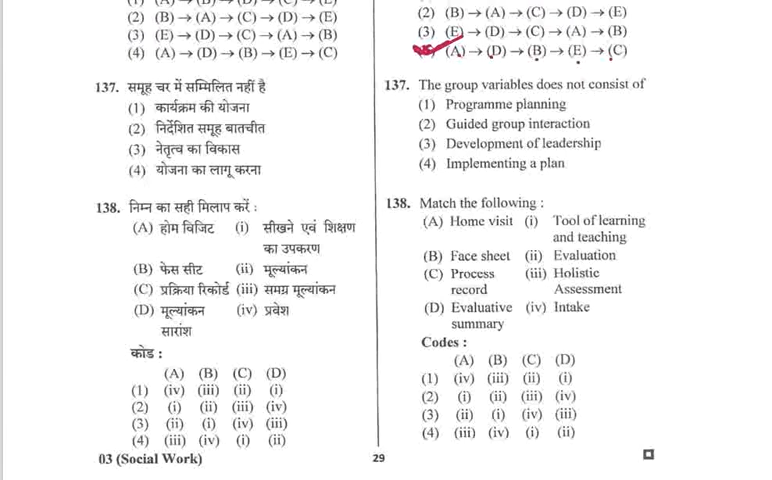 (2) (B) → (A) → (C) → (D) → (E)
(3) (E) → (D) → (C) → (A) → (B)
(4) (A) → (D) → (B) → (E) → (C)
137. समूह चर में सम्मिलित नहीं है
(1) कार्यक्रम की योजना
(2) निर्देशित समूह बातचीत
(3) नेतृत्व का विकास
(4) योजना का लागू करना
138. निम्न का सही मिलाप करें :
(A) होम विजिट (i) सीखने एवं शिक्षण
का उपकरण
(B) फेस सीट (ii) मूल्यांकन
(C) प्रक्रिया रिकोर्ड (iii) समग्र मूल्यांकन
(D) मूल्यांकन (iv) प्रवेश
सारांश
कोड :
(A) (B) (C) (D)
(1) (iv) (iii) (ii) (i)
(2) (i) (ii) (iii) (iv)
(3) (ii) (i) (iv) (iii)
(4) (iii) (iv) (i) (ii)
(2) (B) → (A) → (C) → (D) → (E)
(3) (E) → (D) → (C) → (A) → (B)
(A) → (D) → (B) → (E) → (C)
137. The group variables does not consist of
(1) Programme planning
(2) Guided group interaction
(3) Development of leadership
(4) Implementing a plan
138. Match the following :
(A) Home visit (i) Tool of learning
and teaching
(B) Face sheet (ii) Evaluation
(C) Process (iii) Holistic
record Assessment
(D) Evaluative (iv) Intake
summary
Codes :
(A) (B) (C) (D)
(1) (iv) (iii) (ii) (i)
(2) (i) (ii) (iii) (iv)
(3) (ii) (i) (iv) (iii)
(4) (iii) (iv) (i) (ii)
03 (Social Work) 29